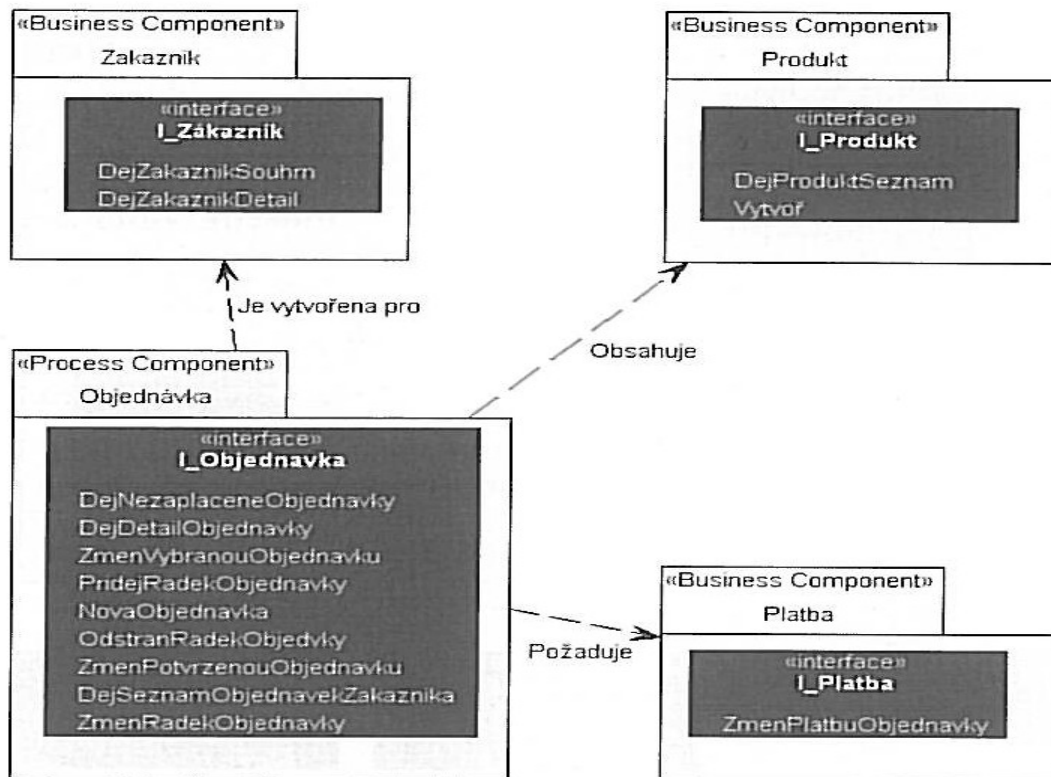 «Business Component»
Zakaznik
«interface»
I_Zákaznik
DejZakaznikSouhrn
DejZakaznikDetail
«Business Component»
Produkt
«interface»
I_Produkt
DejProduktSeznam
Vytvoř
Je vytvořena pro
Obsahuje
«Process Component»
Objednávka
«interface»
I_Objednavka
DejNezaplaceneObjednavky
DejDetailObjednavky
ZmenVybranouObjednavku
PridejRadekObjednavky
NovaObjednavka
OdstranRadekObjedvky
ZmenPotvrzenouObjednavku
DejSeznamObjednavekZakaznika
ZmenRadekObjednavky
Požaduje
«Business Component»
Platba
«interface»
I_Platba
ZmenPlatbuObjednavky